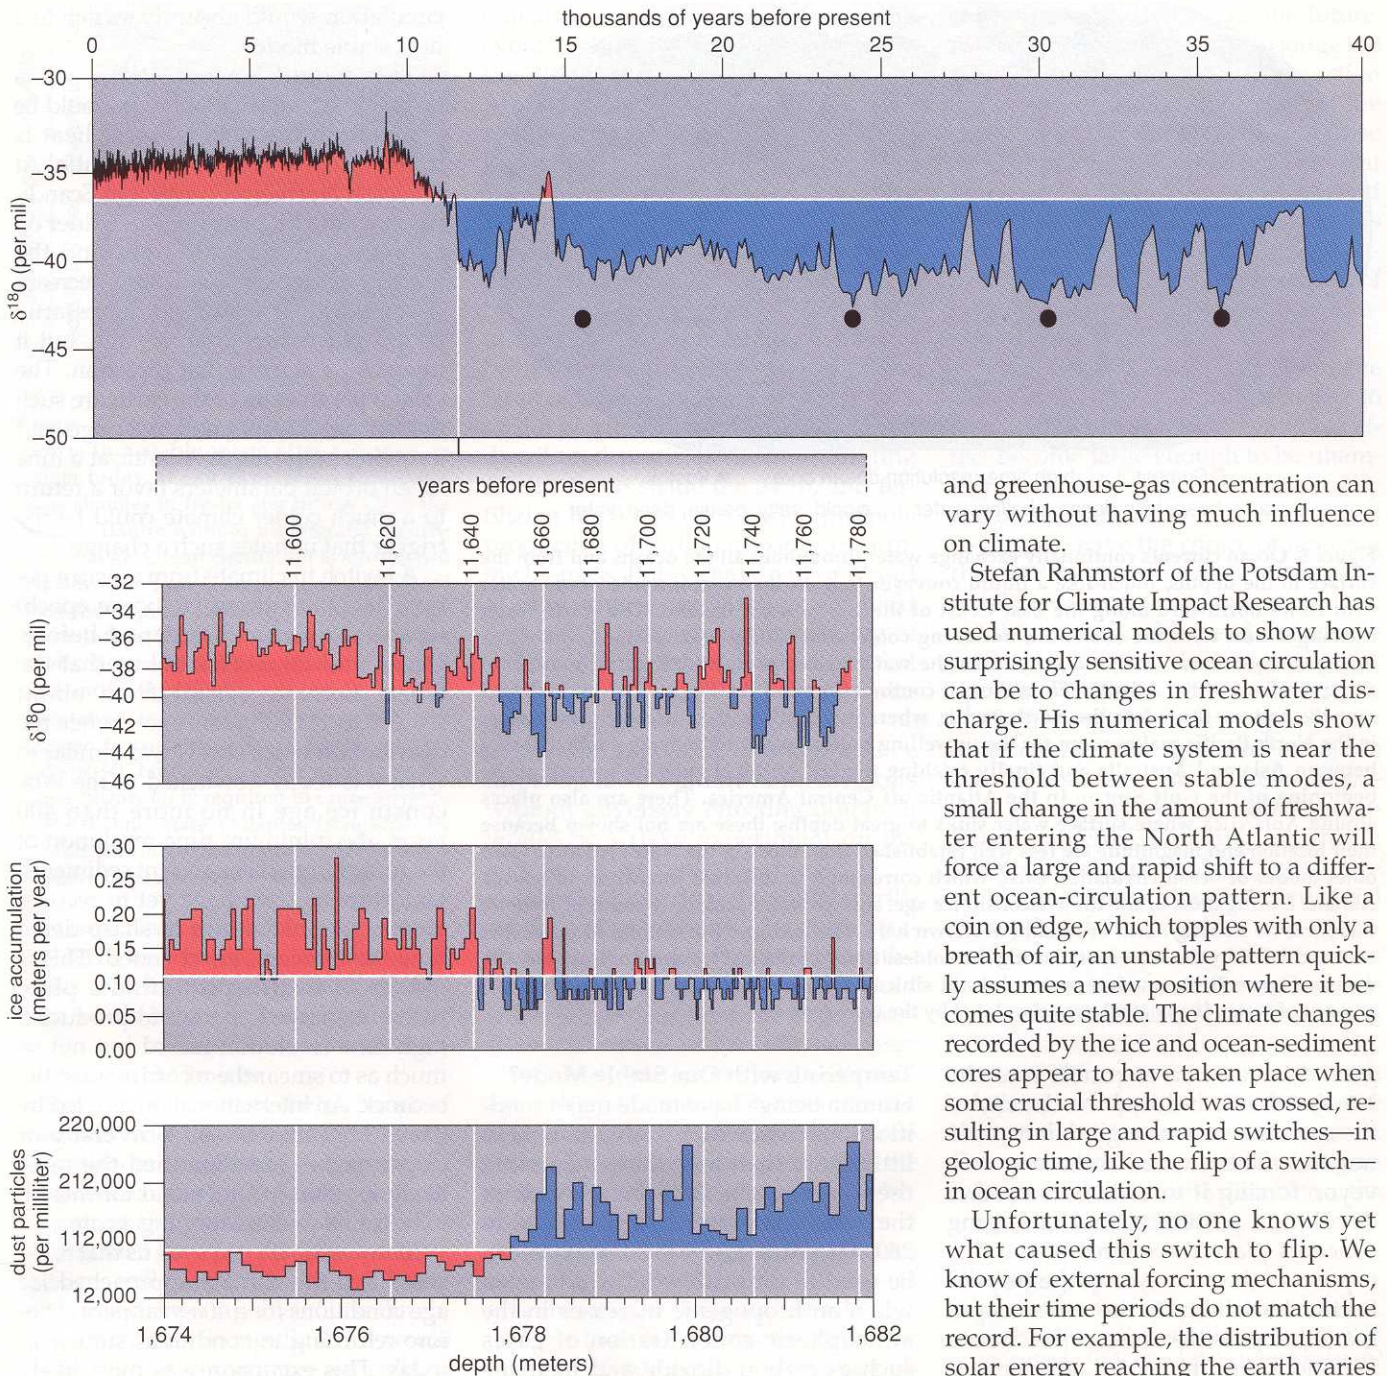 thousands of years before present
0 5 10 15 20 25 30 35 40
–30
–35
–40
–45
–50
δ¹⁸0 (per mil)
years before present
11,600 11,620 11,640 11,660 11,680 11,700 11,720 11,740 11,760 11,780
–32
34
36
38
40
42
44
–46
δ¹⁸0 (per mil)
0.30
0.25
0.20
0.15
0.10
0.05
0.00
ice accumulation
(meters per year)
220,000
212,000
112,000
12,000
dust particles
(per milliliter)
1,674 1,676 1,678 1,680 1,682
depth (meters)
and greenhouse-gas concentration can
vary without having much influence
on climate.
Stefan Rahmstorf of the Potsdam In-
stitute for Climate Impact Research has
used numerical models to show how
surprisingly sensitive ocean circulation
can be to changes in freshwater dis-
charge. His numerical models show
that if the climate system is near the
threshold between stable modes, a
small change in the amount of freshwa-
ter entering the North Atlantic will
force a large and rapid shift to a differ-
ent ocean-circulation pattern. Like a
coin on edge, which topples with only a
breath of air, an unstable pattern quick-
ly assumes a new position where it be-
comes quite stable. The climate changes
recorded by the ice and ocean-sediment
cores appear to have taken place when
some crucial threshold was crossed, re-
sulting in large and rapid switches—in
geologic time, like the flip of a switch—
in ocean circulation.
Unfortunately, no one knows yet
what caused this switch to flip. We
know of external forcing mechanisms,
but their time periods do not match the
record. For example, the distribution of
solar energy reaching the earth varies